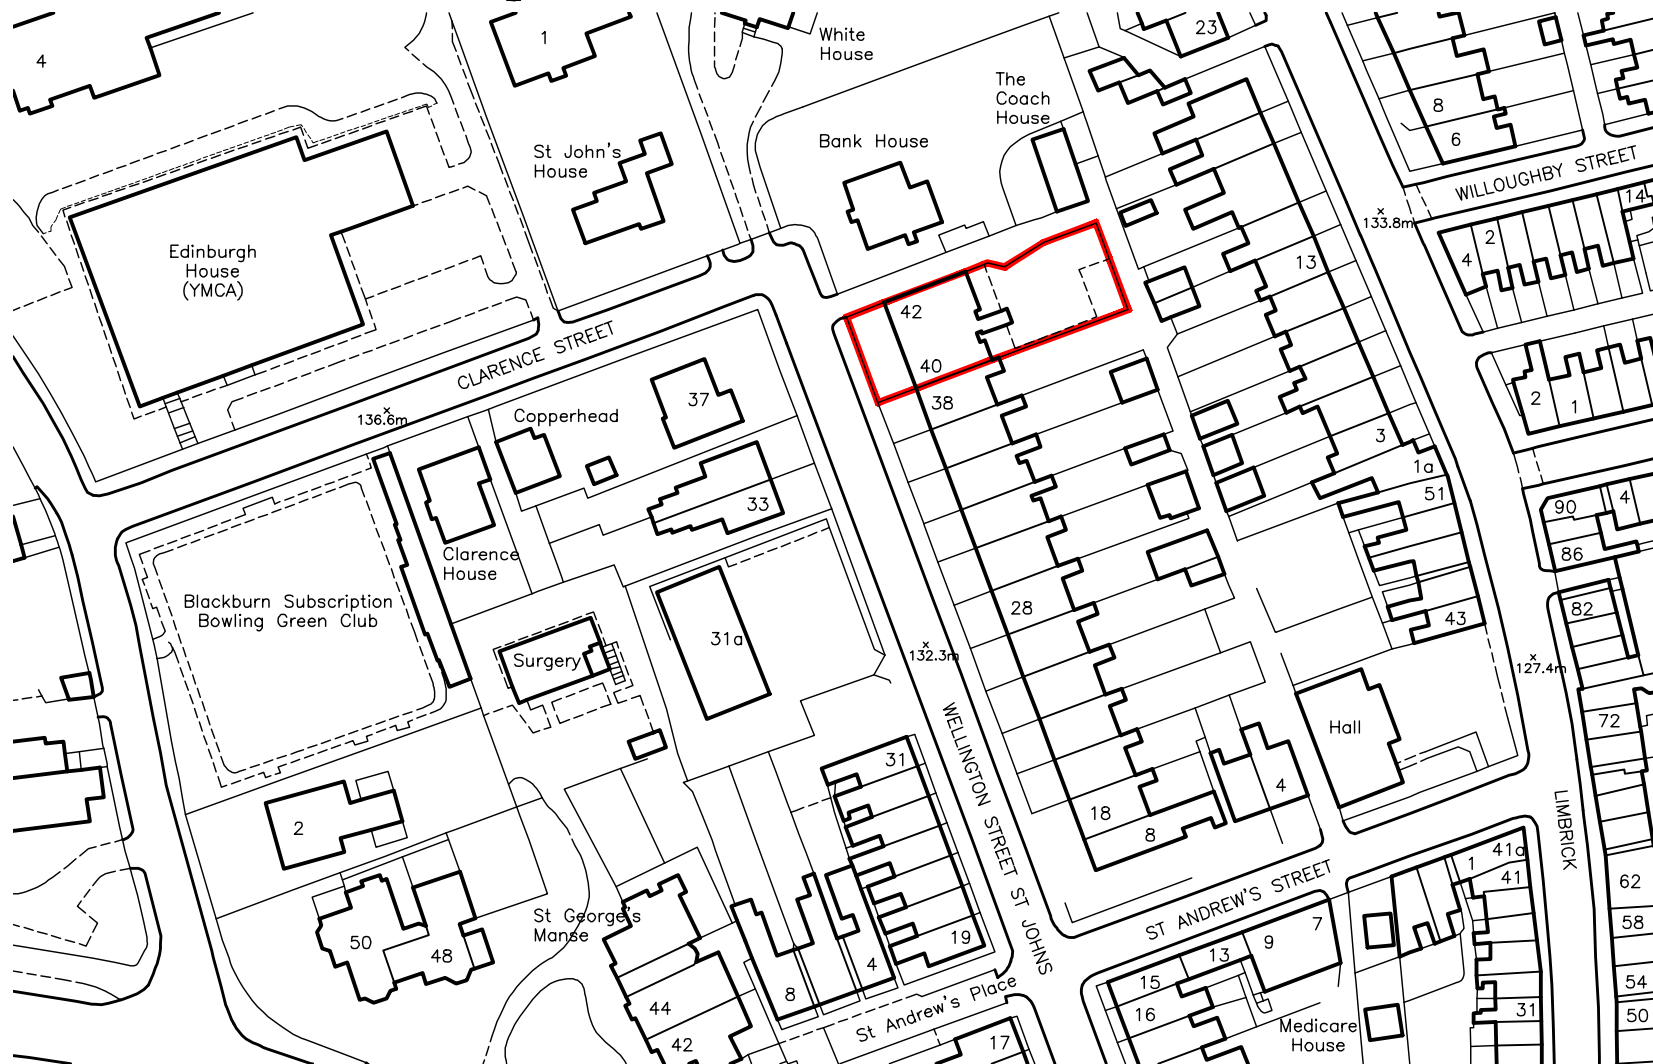 4
1
White
House
23
The
Coach
House
8
6
Bank House
St John's
House
WILLOUGHBY STREET
14
133.8m
2
4
13
Edinburgh
House
(YMCA)
42
40
38
CLARENCE STREET
136.6m
Copperhead
37
33
2
1
3
1a
51
90
4
86
Clarence
House
Blackburn Subscription
Bowling Green Club
28
82
43
31a
Surgery
132.3m
127.4m
72
Hall
WELLINGTON STREET ST JOHNS
31
4
18
8
2
LIMBRICK
ST ANDREW'S STREET
1
41a
41
62
58
St George's
Manse
50
48
19
4
8
7
9
13
15
16
54
50
31
44
42
St Andrew's Place
17
Medicare
House